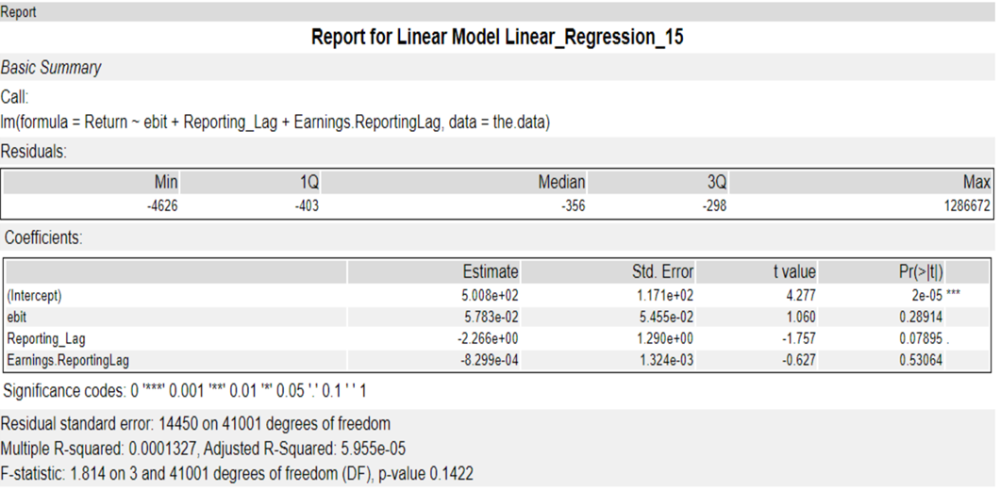 Report
Report for Linear Model Linear_Regression_15
Basic Summary
Call:
lm(formula = Return ~ ebit + Reporting_Lag + Earnings.ReportingLag, data = the.data)
Residuals:
Min 1Q Median 3Q Max
-4626 -403 -356 -298 1286672
Coefficients:
Estimate Std. Error t value Pr(>|t|)
(Intercept) 5.008e+02 1.171e+02 4.277 2e-05 ***
ebit 5.783e-02 5.455e-02 1.060 0.28914
Reporting_Lag -2.266e+00 1.290e+00 -1.757 0.07895 .
Earnings.ReportingLag -8.299e-04 1.324e-03 -0.627 0.53064
Significance codes: 0 '***' 0.001 '**' 0.01 '*' 0.05 '.' 0.1 ' ' 1
Residual standard error: 14450 on 41001 degrees of freedom
Multiple R-squared: 0.0001327, Adjusted R-Squared: 5.955e-05
F-statistic: 1.814 on 3 and 41001 degrees of freedom (DF), p-value 0.1422